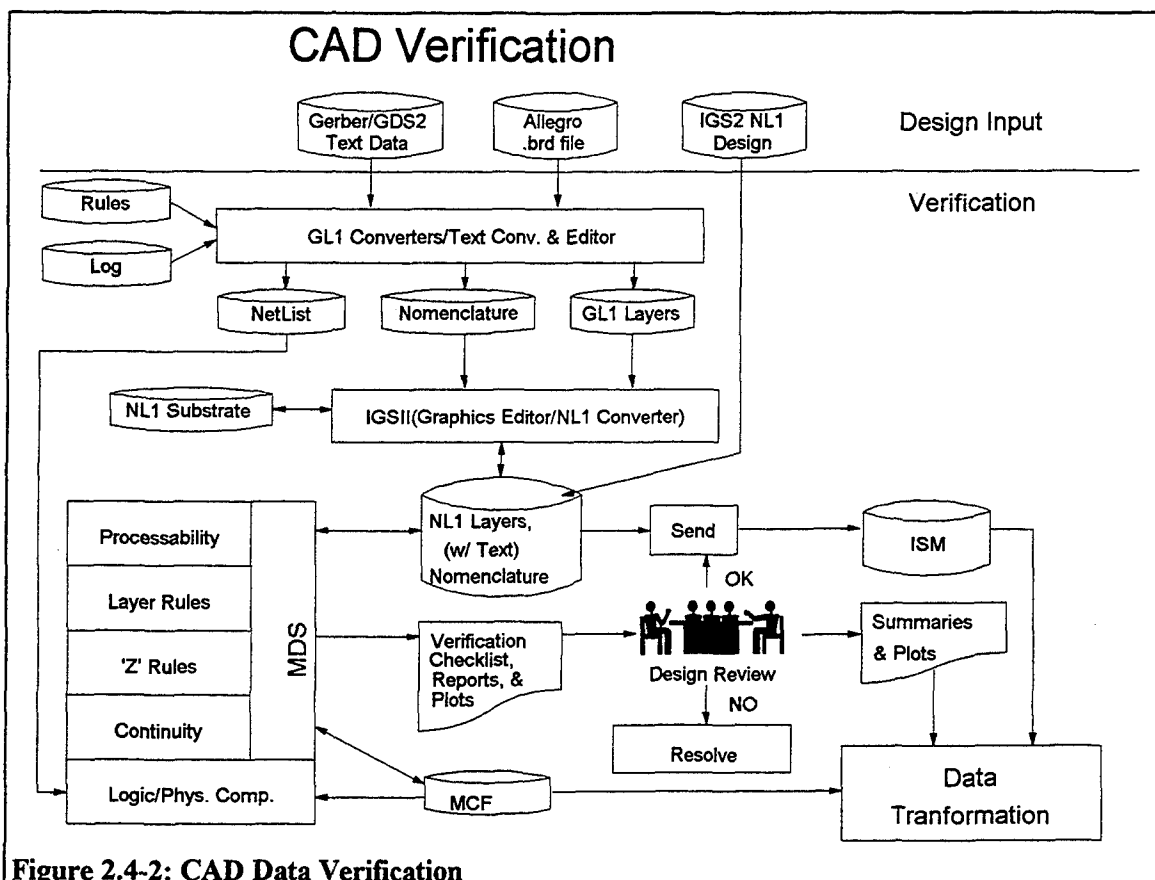 CAD Verification
Gerber/GDS2
Text Data
Allegro
.brd file
IGS2 NL1
Design
Design Input
Verification
Rules
Log
GL1 Converters/Text Conv. & Editor
NetList
Nomenclature
GL1 Layers
NL1 Substrate
IGSII(Graphics Editor/NL1 Converter)
NL1 Layers,
(w/ Text)
Nomenclature
Send
ISM
OK
Processability
Layer Rules
'Z' Rules
Continuity
MDS
Logic/Phys. Comp.
Verification
Checklist,
Reports, &
Plots
Design Review
NO
Resolve
Summaries
& Plots
MCF
Data
Tranformation
Figure 2.4-2: CAD Data Verification